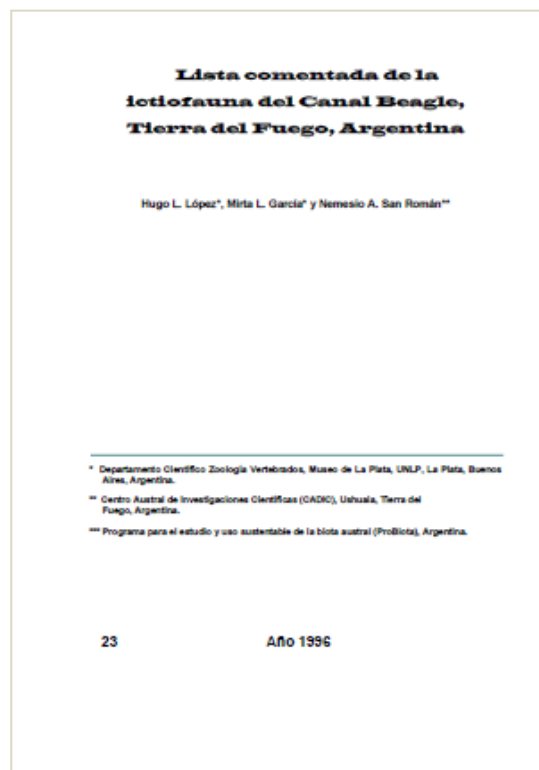 Lista comentada de la
ictiofauna del Canal Beagle,
Tierra del Fuego, Argentina
Hugo L. López*, Mirta L. García* y Nemesio A. San Román**
* Departamento Científico Zoología Vertebrados, Museo de La Plata, UNLP, La Plata, Buenos
Aires, Argentina.
** Centro Austral de Investigaciones Científicas (CADIC), Ushuaia, Tierra del
Fuego, Argentina.
*** Programa para el estudio y uso sustentable de la biota austral (ProBiota), Argentina.
23 Año 1996